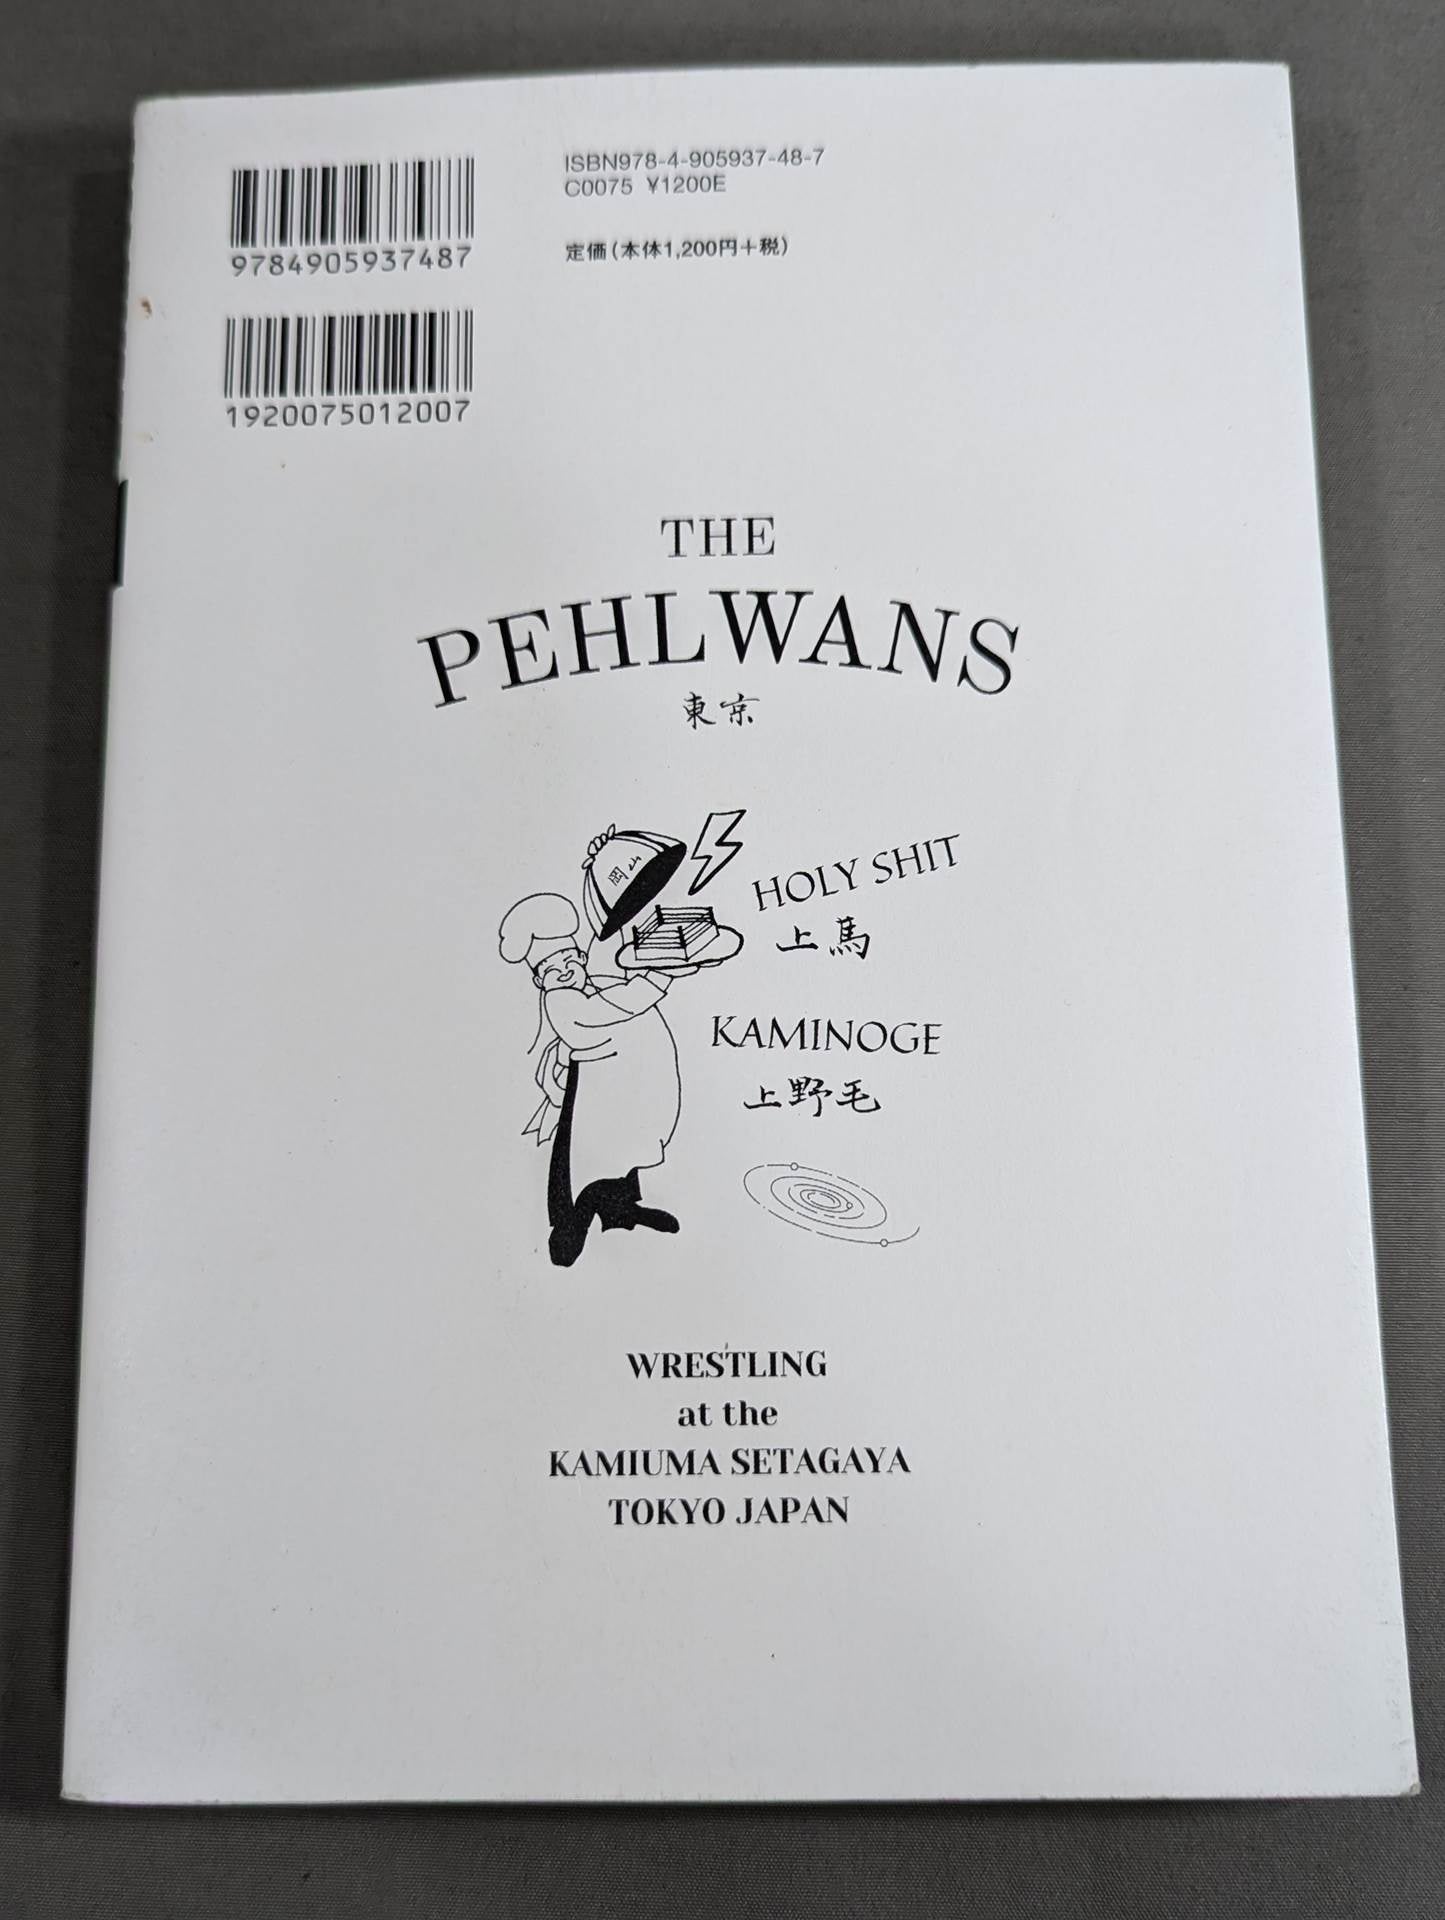 ISBN978-4-905937-48-7
C0075 ¥1200E
定価(本体1,200円+税)
9784905937487
1920075012007
THE
PEHLWANS
東京
岡山
HOLY SHIT
上馬
KAMINOGE
上野毛
WRESTLING
at the
KAMIUMA SETAGAYA
TOKYO JAPAN